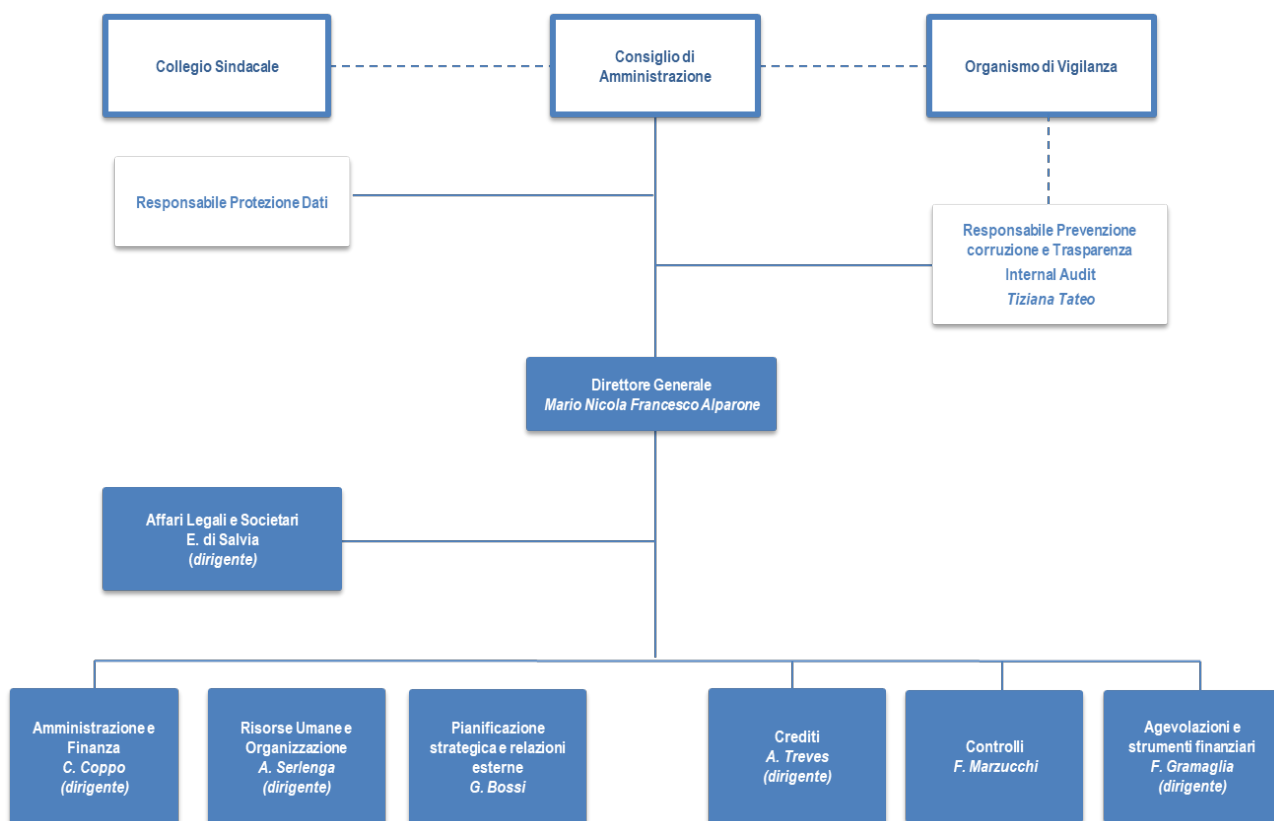 Collegio Sindacale
Consiglio di
Amministrazione
Organismo di Vigilanza
Responsabile Protezione Dati
Responsabile Prevenzione
corruzione e Trasparenza
Internal Audit
Tiziana Tateo
Direttore Generale
Mario Nicola Francesco Alparone
Affari Legali e Societari
E. di Salvia
(dirigente)
Amministrazione e
Finanza
C. Coppo
(dirigente)
Risorse Umane e
Organizzazione
A. Serlenga
(dirigente)
Pianificazione
strategica e relazioni
esterne
G. Bossi
Crediti
A. Treves
(dirigente)
Controlli
F. Marzucchi
Agevolazioni e
strumenti finanziari
F. Gramaglia
(dirigente)